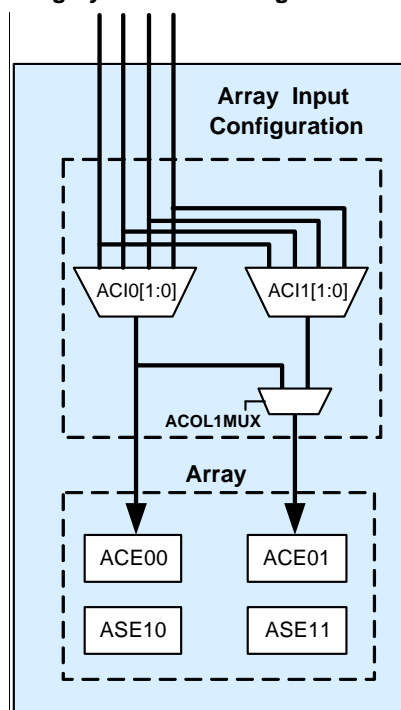 Array Input
Configuration
ACI0[1:0]
ACI1[1:0]
ACOL1MUX
Array
ACE00
ACE01
ASE10
ASE11